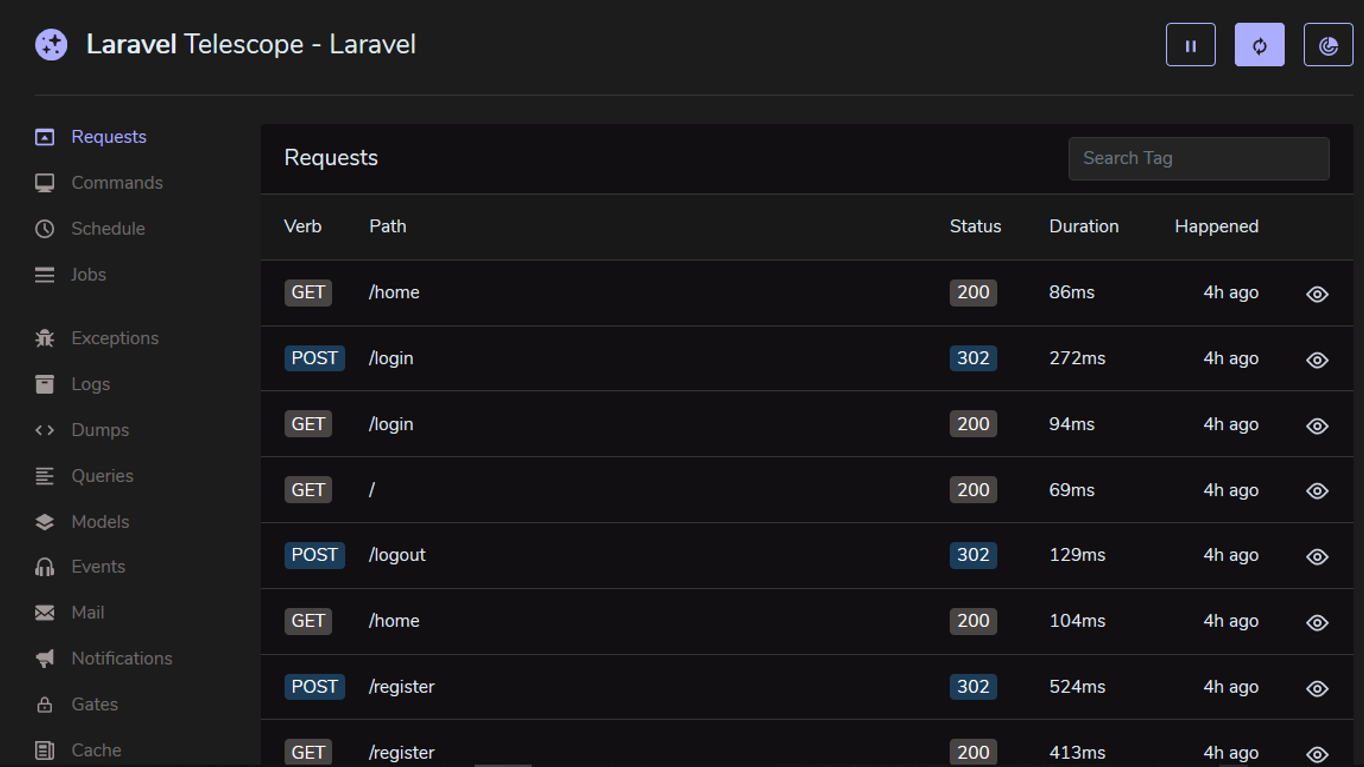 Laravel Telescope - Laravel
Requests
Commands
Schedule
Jobs
Exceptions
Logs
Dumps
Queries
Models
Events
Mail
Notifications
Gates
Cache
Requests
Search Tag
Verb Path Status Duration Happened
GET /home 200 86ms 4h ago
POST /login 302 272ms 4h ago
GET /login 200 94ms 4h ago
GET / 200 69ms 4h ago
POST /logout 302 129ms 4h ago
GET /home 200 104ms 4h ago
POST /register 302 524ms 4h ago
GET /register 200 413ms 4h ago